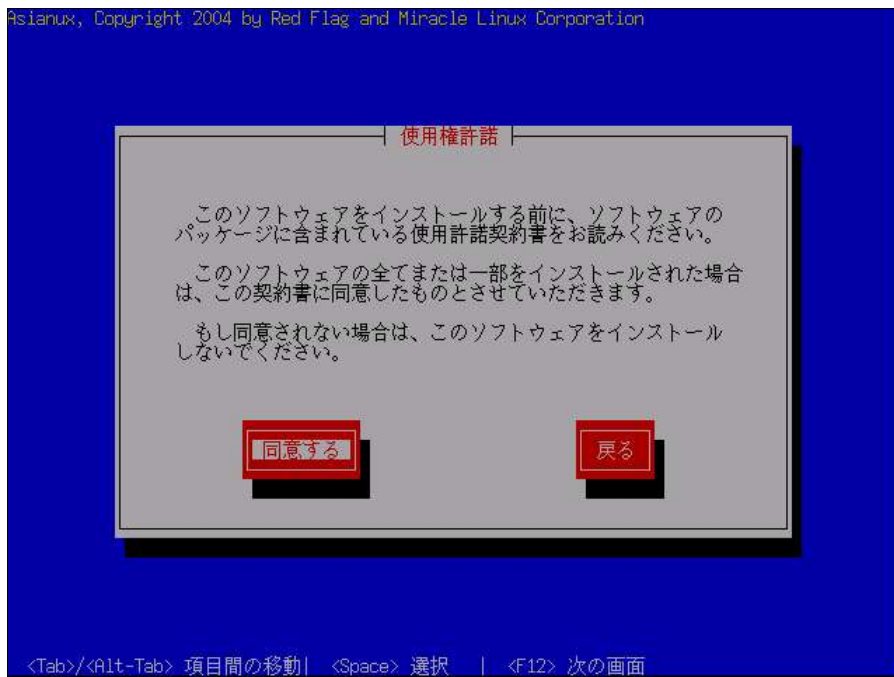 Asianux, Copyright 2004 by Red Flag and Miracle Linux Corporation
使用権許諾
このソフトウェアをインストールする前に、ソフトウェアの
パッケージに含まれている使用許諾契約書をお読みください。
このソフトウェアの全てまたは一部をインストールされた場合
は、この契約書に同意したものとさせていただきます。
もし同意されない場合は、このソフトウェアをインストール
しないでください。
同意する 戻る
<Tab>/<Alt-Tab> 項目間の移動| <Space> 選択 | <F12> 次の画面